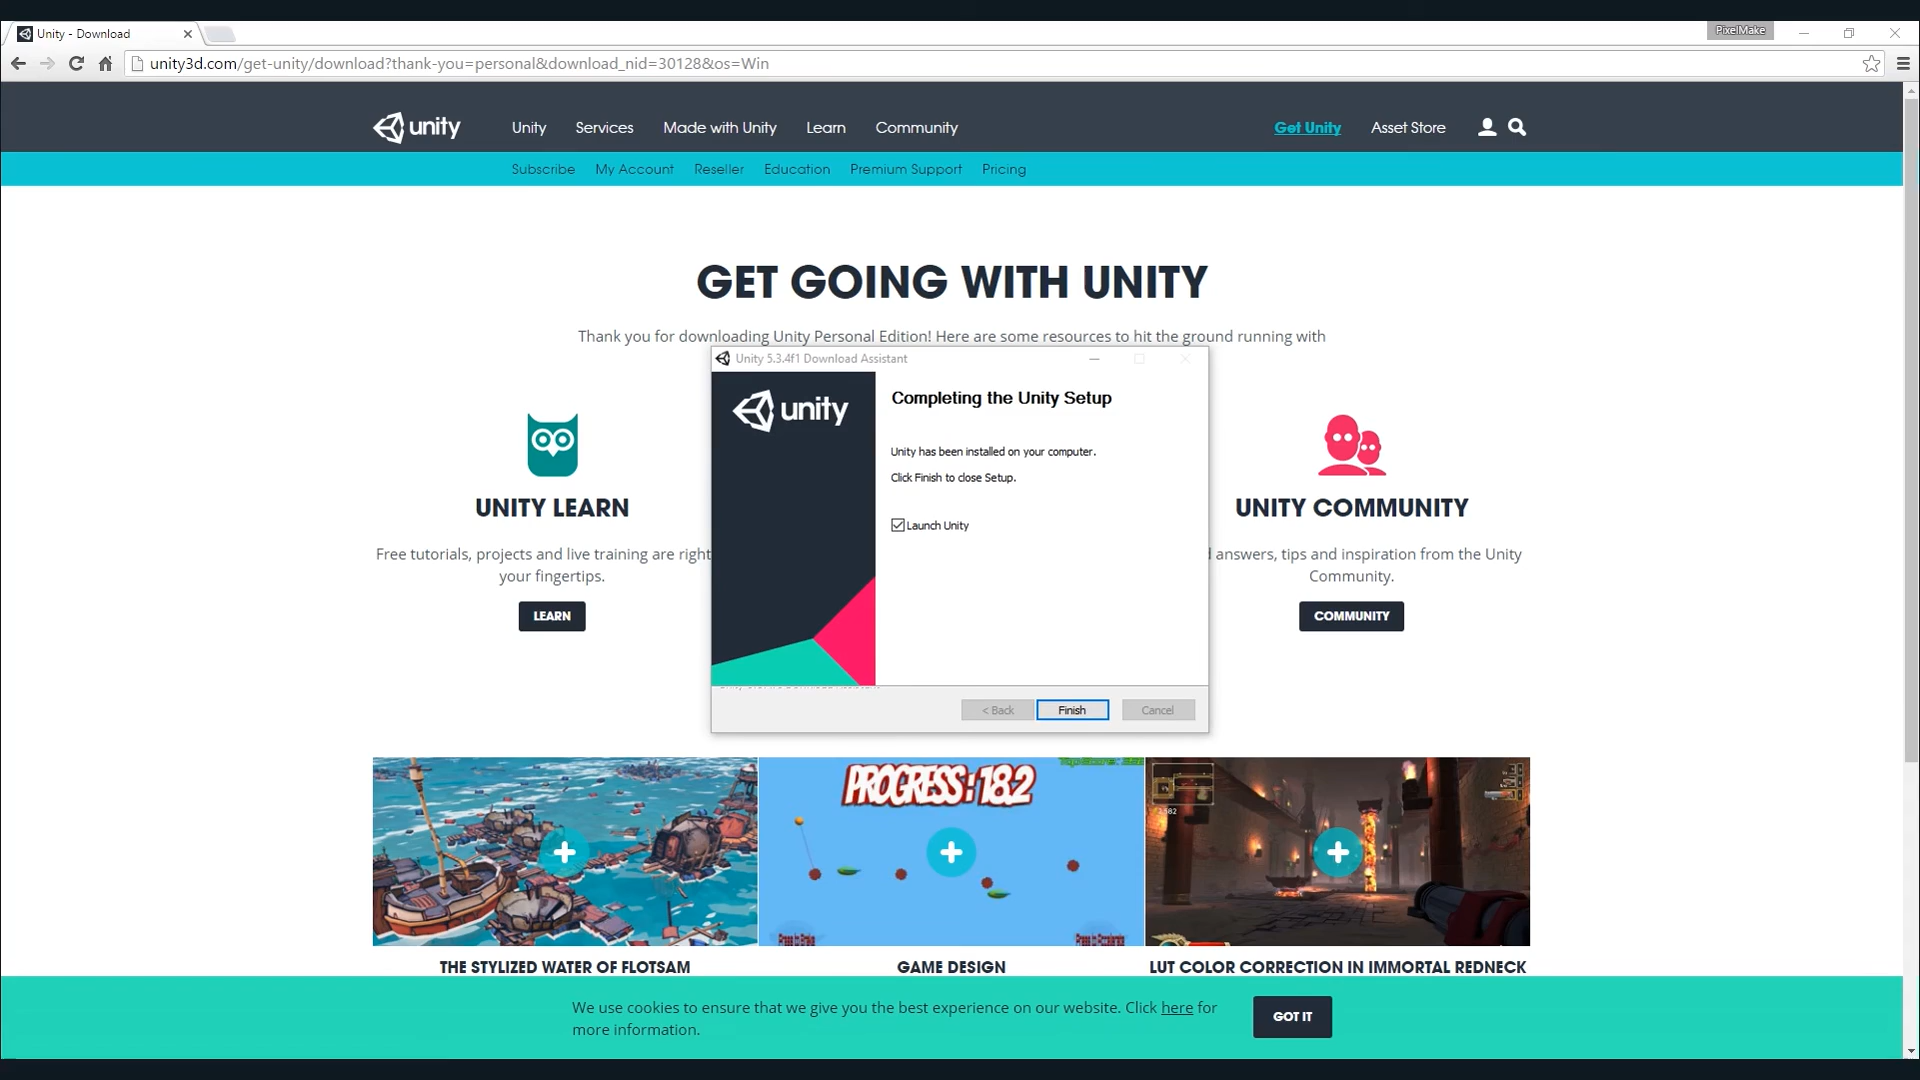 Unity - Download
PixelMake
unity3d.com/get-unity/download?thank-you=personal&download_nid=30128&os=Win
unity
Unity
Services
Made with Unity
Learn
Community
Get Unity
Asset Store
Subscribe
My Account
Reseller
Education
Premium Support
Pricing
GET GOING WITH UNITY
Thank you for downloading Unity Personal Edition! Here are some resources to hit the ground running with
Unity 5.3.4f1 Download Assistant
unity
Completing the Unity Setup
Unity has been installed on your computer.
Click Finish to close Setup.
Launch Unity
< Back
Finish
Cancel
UNITY LEARN
Free tutorials, projects and live training are right
your fingertips.
LEARN
UNITY COMMUNITY
answers, tips and inspiration from the Unity
Community.
COMMUNITY
PROGRESS: 18.2
THE STYLIZED WATER OF FLOTSAM
GAME DESIGN
LUT COLOR CORRECTION IN IMMORTAL REDNECK
We use cookies to ensure that we give you the best experience on our website. Click here for
more information.
GOT IT